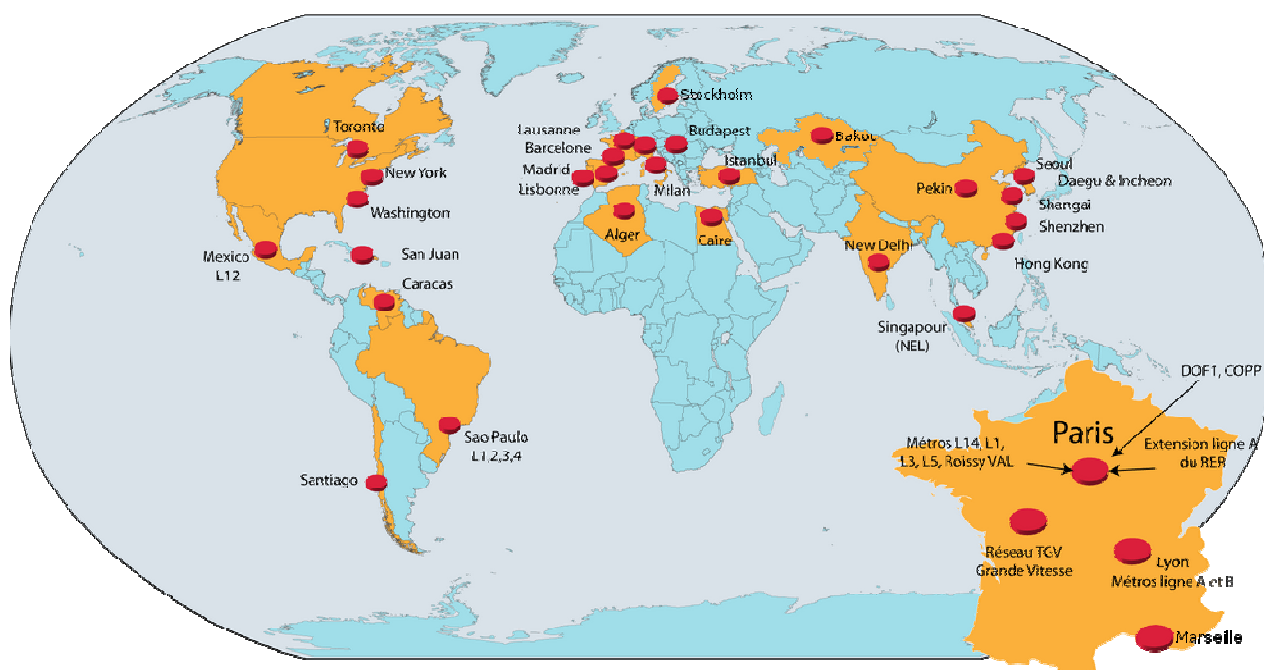 Stockholm
Toronto
Lausanne
Budapest
Bakou
Barcelone
Istanbul
Seoul
Madrid
New York
Daegu & Incheon
Pekin
Lisbonne
Milan
Shangai
Washington
Shenzhen
Alger
Caire
New Delhi
Mexico
L12
San Juan
Hong Kong
Caracas
Singapour
(NEL)
DOF1, COPP
Paris
Sao Paulo
L1,2,3,4
Métros L14, L1,
L3, L5, Roissy VAL
Extension ligne A
du RER
Santiago
Réseau TGV
Grande Vitesse
Lyon
Métros ligne A et B
Marseille